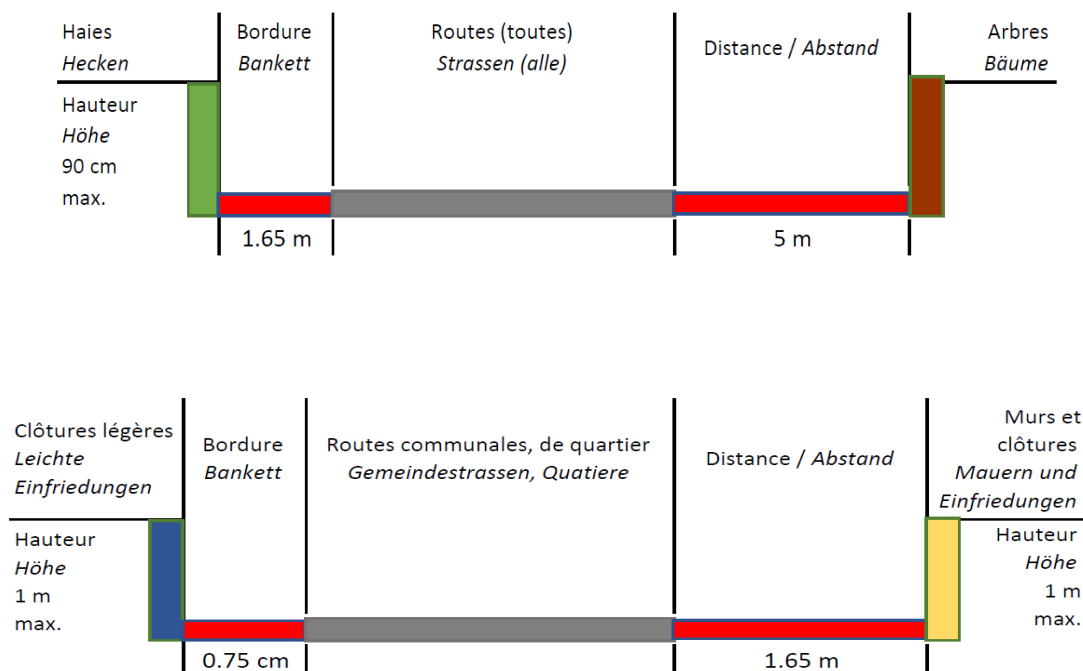 Haies
Hecken
Hauteur
Höhe
90 cm
max.
Bordure
Bankett
1.65 m
Routes (toutes)
Strassen (alle)
Distance / Abstand
5 m
Arbres
Bäume
Clôtures légères
Leichte
Einfriedungen
Hauteur
Höhe
1 m
max.
Bordure
Bankett
0.75 cm
Routes communales, de quartier
Gemeindestrassen, Quatiere
Distance / Abstand
1.65 m
Murs et
clôtures
Mauern und
Einfriedungen
Hauteur
Höhe
1 m
max.